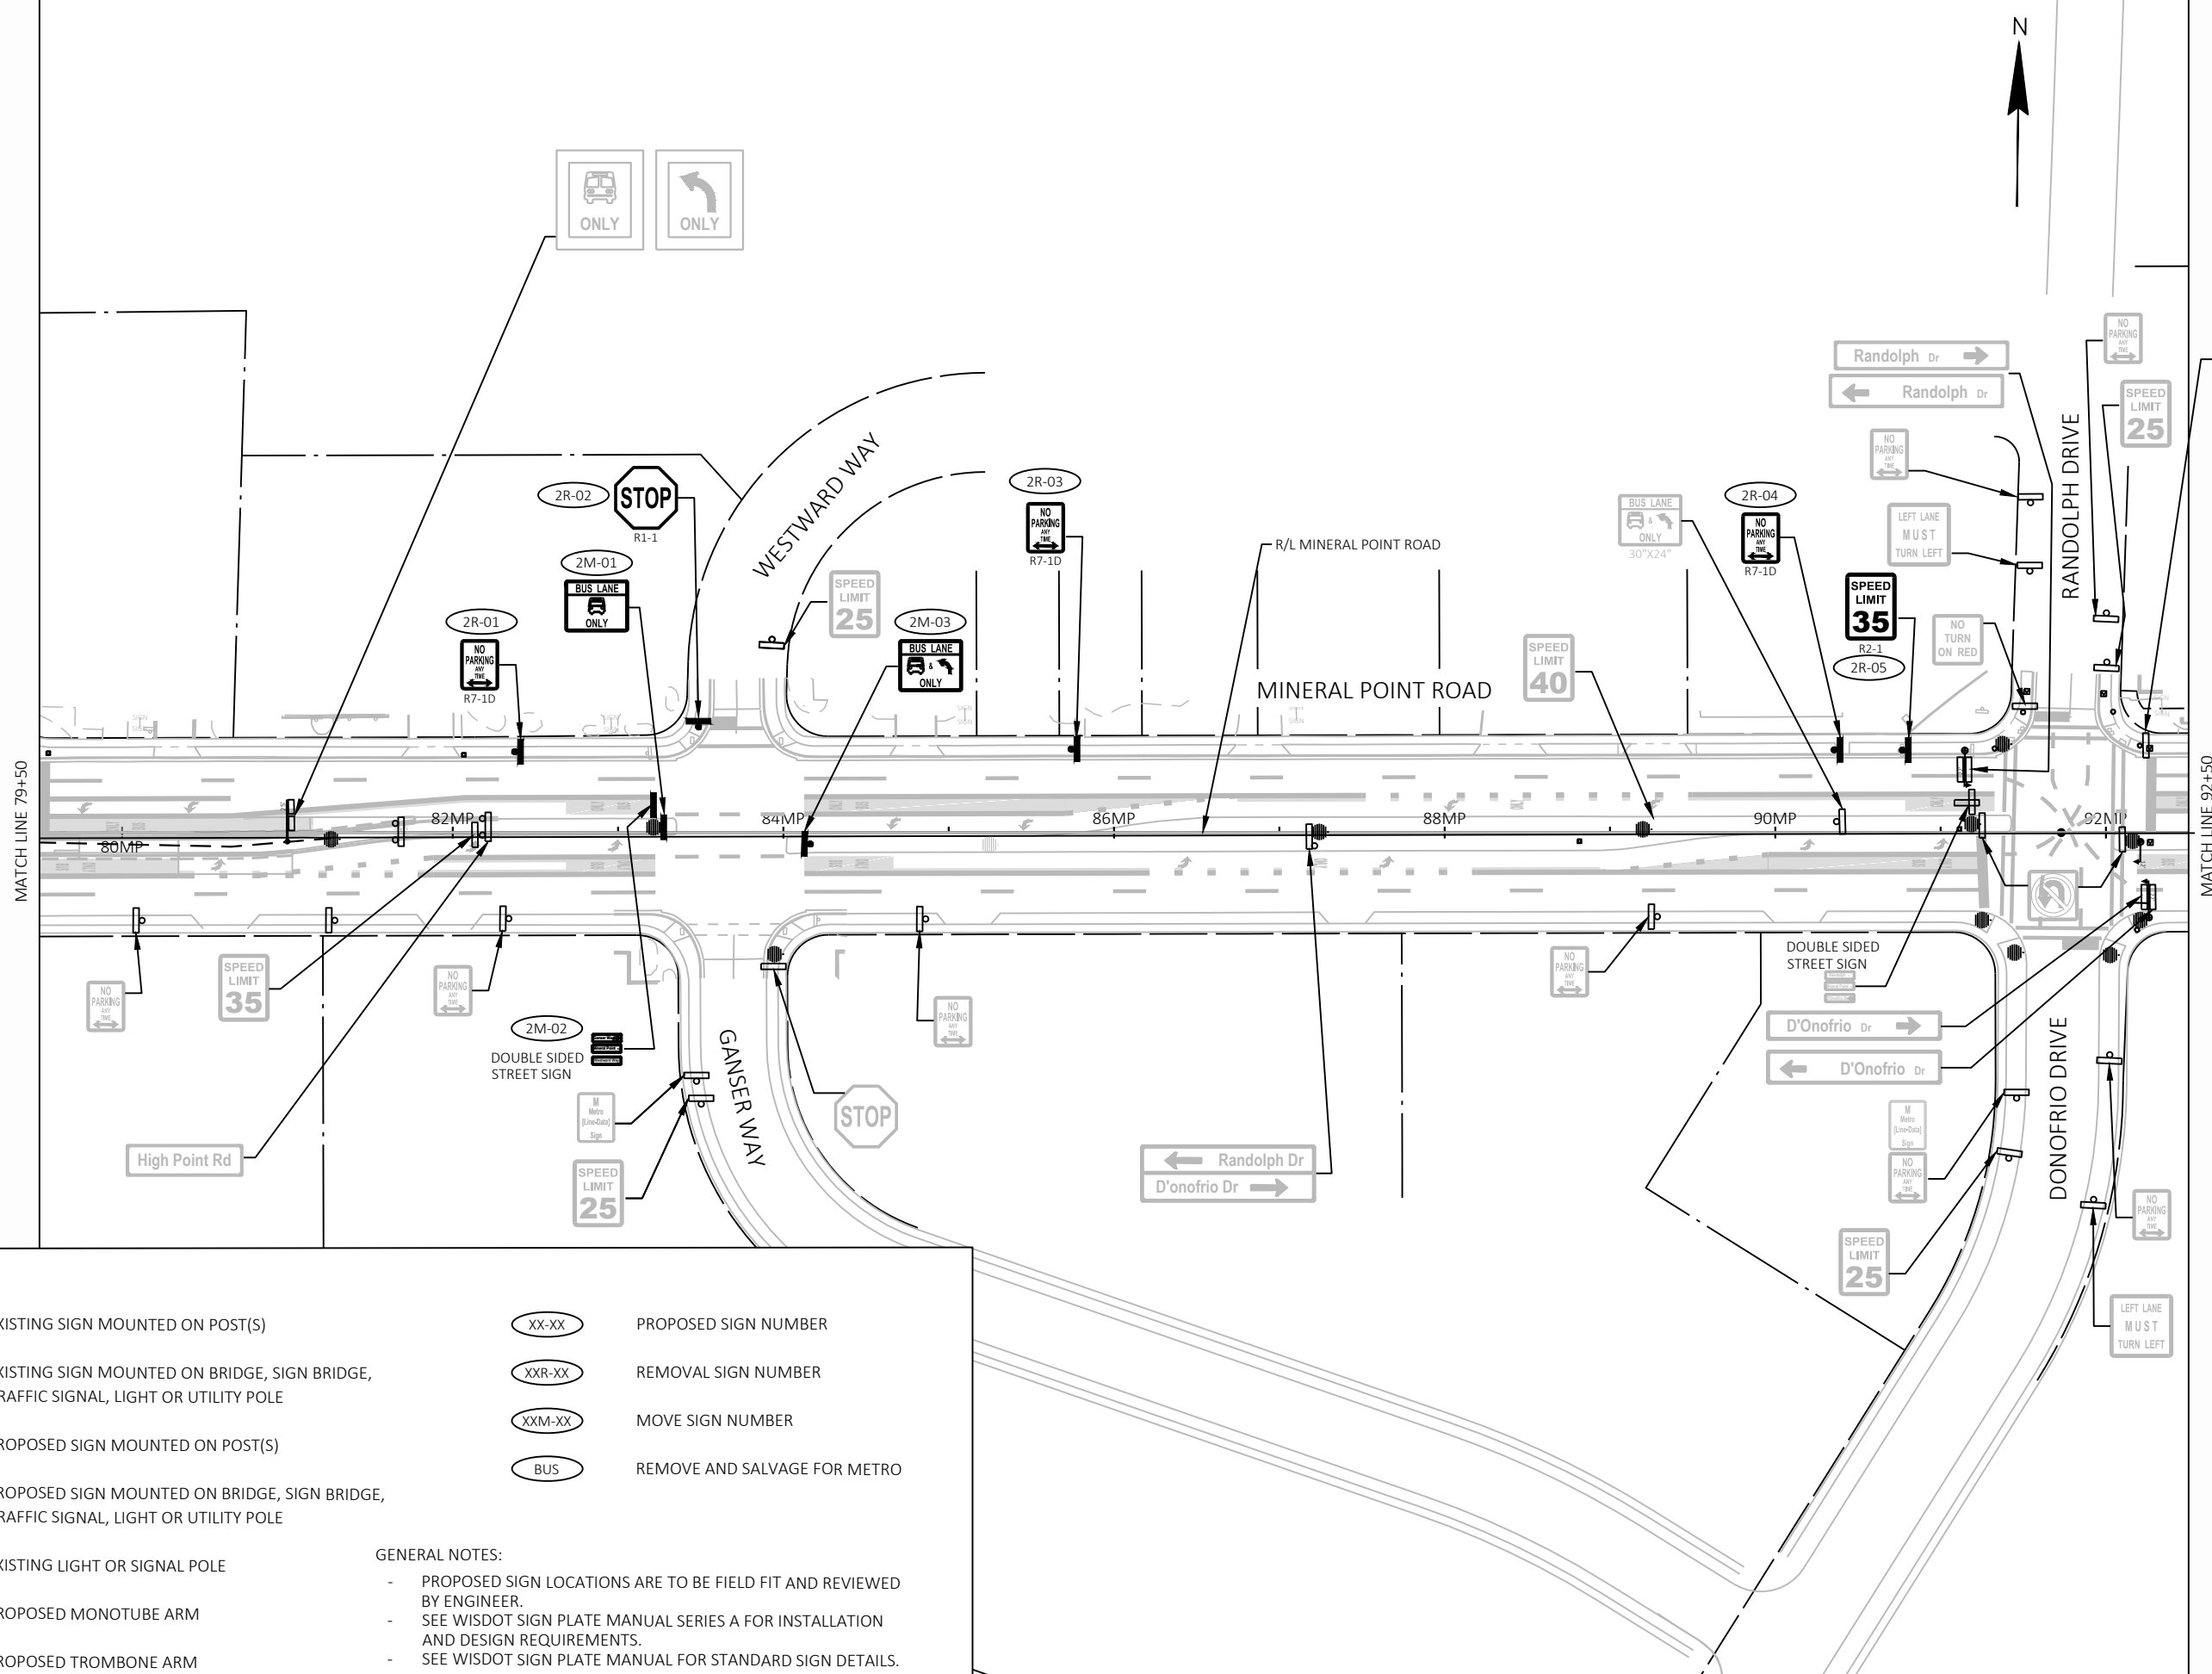 N
ONLY
ONLY
NO
PARKING
ANY
TIME
Randolph Dr
Randolph Dr
SPEED
LIMIT
25
RANDOLPH DRIVE
NO
PARKING
ANY
TIME
LEFT LANE
MUST
TURN LEFT
NO
TURN
ON RED
WESTWARD WAY
2R-02
STOP
R1-1
2M-01
BUS LANE
ONLY
2R-01
NO
PARKING
ANY
TIME
R7-1D
SPEED
LIMIT
25
2M-03
BUS LANE
&
ONLY
2R-03
NO
PARKING
ANY
TIME
R7-1D
R/L MINERAL POINT ROAD
MINERAL POINT ROAD
BUS LANE
&
ONLY
30"X24"
SPEED
LIMIT
40
2R-04
NO
PARKING
ANY
TIME
R7-1D
SPEED
LIMIT
35
R2-1
2R-05
SIGN
SIGN
SIGN
SIGN
SIGN
SIGN
MATCH LINE 79+50
MATCH LINE 92+50
80MP
82MP
84MP
86MP
88MP
90MP
92MP
NO
PARKING
ANY
TIME
SPEED
LIMIT
35
NO
PARKING
ANY
TIME
2M-02
DOUBLE SIDED
STREET SIGN
M
Metro
[Line-Data]
Sign
SPEED
LIMIT
25
High Point Rd
GANSER WAY
STOP
NO
PARKING
ANY
TIME
Randolph Dr
D'onofrio Dr
NO
PARKING
ANY
TIME
DOUBLE SIDED
STREET SIGN
D'Onofrio Dr
D'Onofrio Dr
DONOFRIO DRIVE
M
Metro
[Line-Data]
Sign
NO
PARKING
ANY
TIME
SPEED
LIMIT
25
NO
PARKING
ANY
TIME
LEFT LANE
MUST
TURN LEFT
XISTING SIGN MOUNTED ON POST(S)
XISTING SIGN MOUNTED ON BRIDGE, SIGN BRIDGE,
RAFFIC SIGNAL, LIGHT OR UTILITY POLE
ROPOSED SIGN MOUNTED ON POST(S)
ROPOSED SIGN MOUNTED ON BRIDGE, SIGN BRIDGE,
RAFFIC SIGNAL, LIGHT OR UTILITY POLE
XISTING LIGHT OR SIGNAL POLE
ROPOSED MONOTUBE ARM
ROPOSED TROMBONE ARM
XX-XX PROPOSED SIGN NUMBER
XXR-XX REMOVAL SIGN NUMBER
XXM-XX MOVE SIGN NUMBER
BUS REMOVE AND SALVAGE FOR METRO
GENERAL NOTES:
- PROPOSED SIGN LOCATIONS ARE TO BE FIELD FIT AND REVIEWED
BY ENGINEER.
- SEE WISDOT SIGN PLATE MANUAL SERIES A FOR INSTALLATION
AND DESIGN REQUIREMENTS.
- SEE WISDOT SIGN PLATE MANUAL FOR STANDARD SIGN DETAILS.